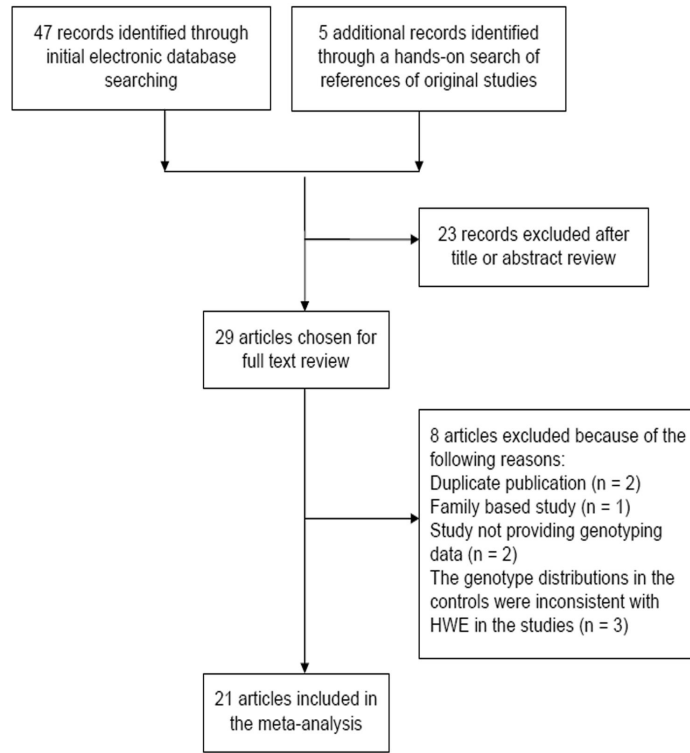 47 records identified through
initial electronic database
searching
5 additional records identified
through a hands-on search of
references of original studies
23 records excluded after
title or abstract review
29 articles chosen for
full text review
8 articles excluded because of the
following reasons:
Duplicate publication (n = 2)
Family based study (n = 1)
Study not providing genotyping
data (n = 2)
The genotype distributions in the
controls were inconsistent with
HWE in the studies (n = 3)
21 articles included in
the meta-analysis